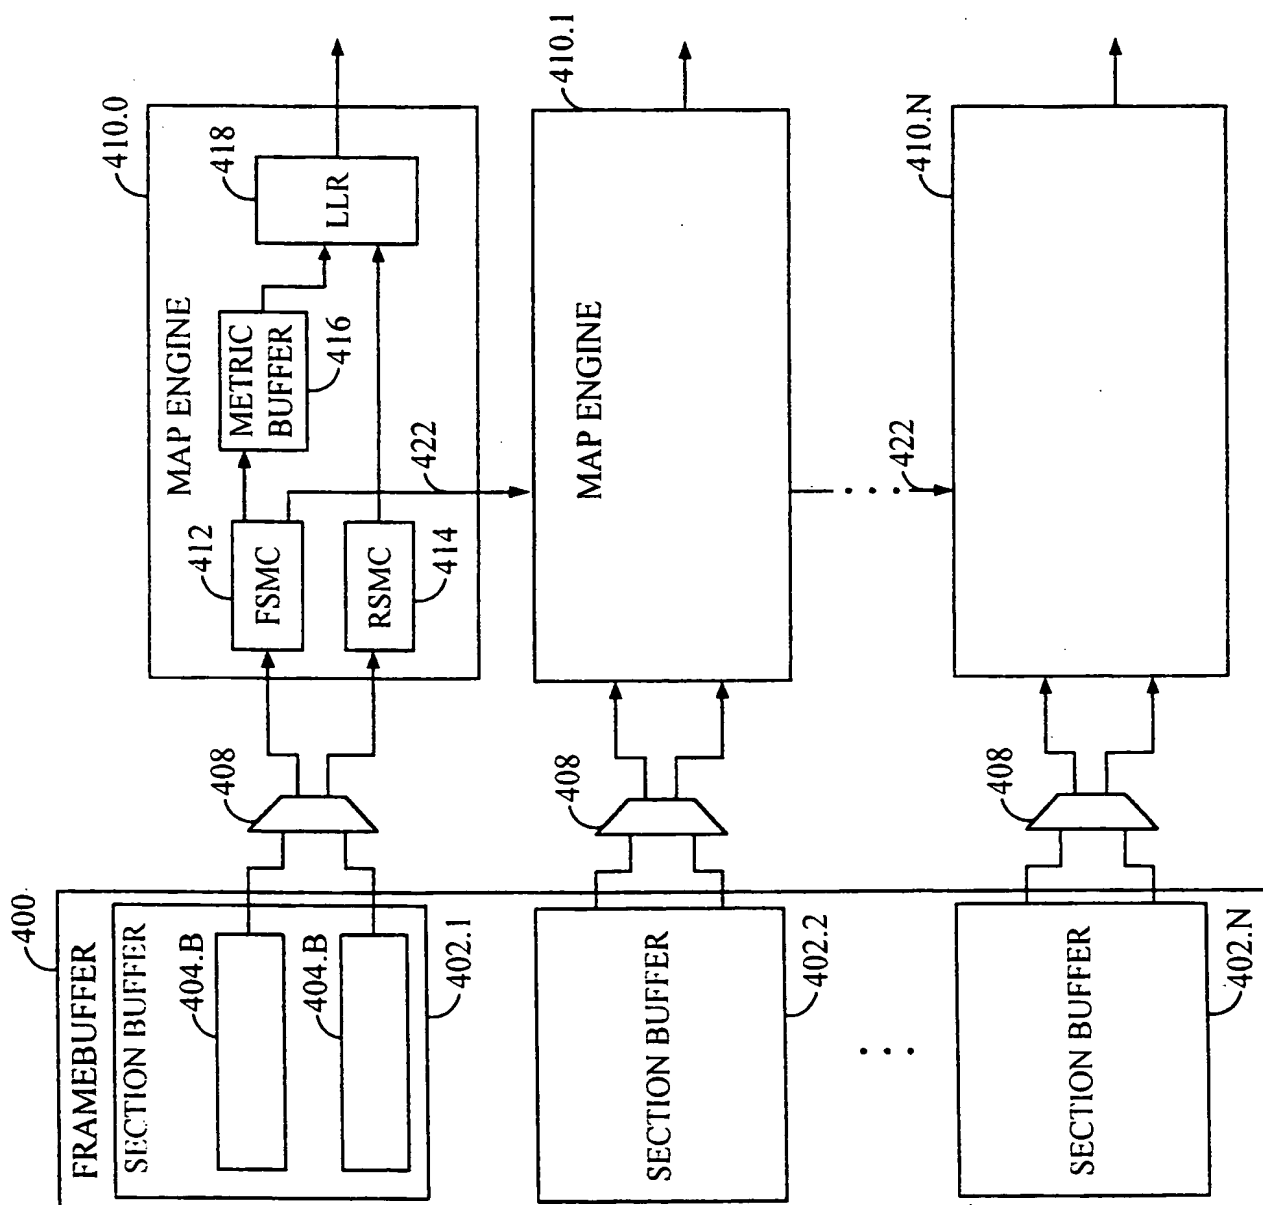 400
FRAMEBUFFER
SECTION BUFFER
404.B
404.B
402.1
408
410.0
MAP ENGINE
412
FSMC
METRIC
BUFFER
416
418
LLR
RSMC
414
422
SECTION BUFFER
402.2
408
410.1
MAP ENGINE
SECTION BUFFER
402.N
408
422
410.N